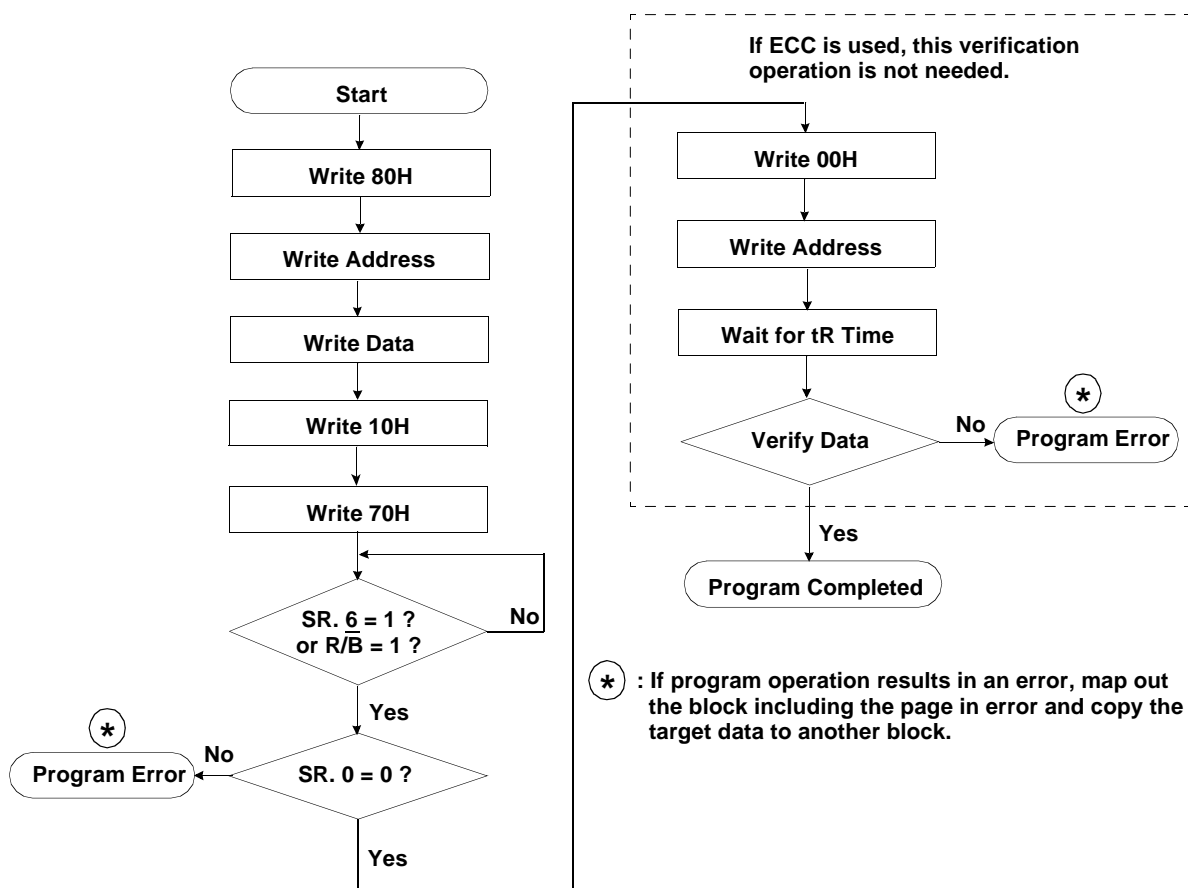 Start
Write 80H
Write Address
Write Data
Write 10H
Write 70H
SR. 6 = 1 ?
or R/B̅ = 1 ?
No
Yes
*
No
Program Error
SR. 0 = 0 ?
Yes
If ECC is used, this verification
operation is not needed.
Write 00H
Write Address
Wait for tR Time
*
Verify Data
No
Program Error
Yes
Program Completed
* : If program operation results in an error, map out
the block including the page in error and copy the
target data to another block.